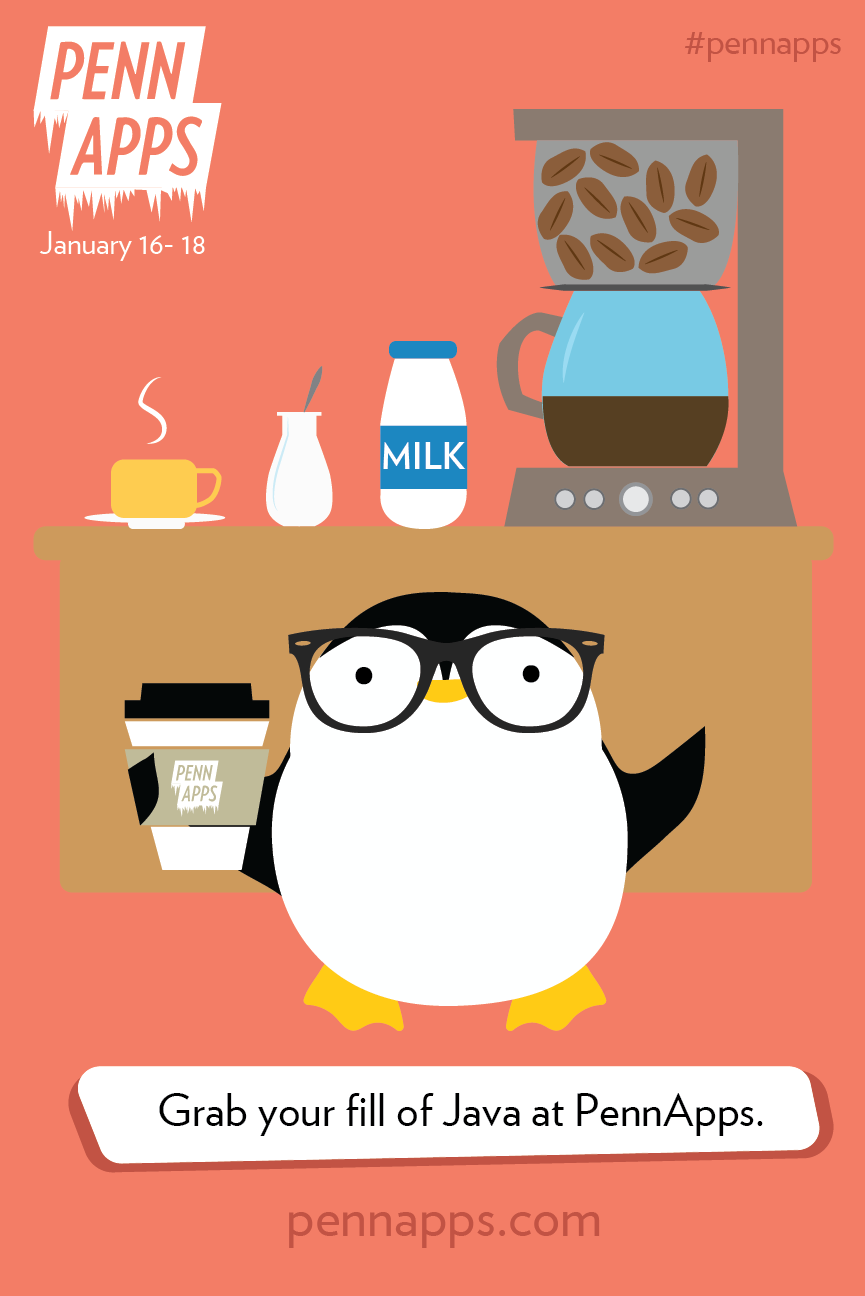 PENN
APPS
January 16- 18
#pennapps
MILK
PENN
APPS
Grab your fill of Java at PennApps.
pennapps.com